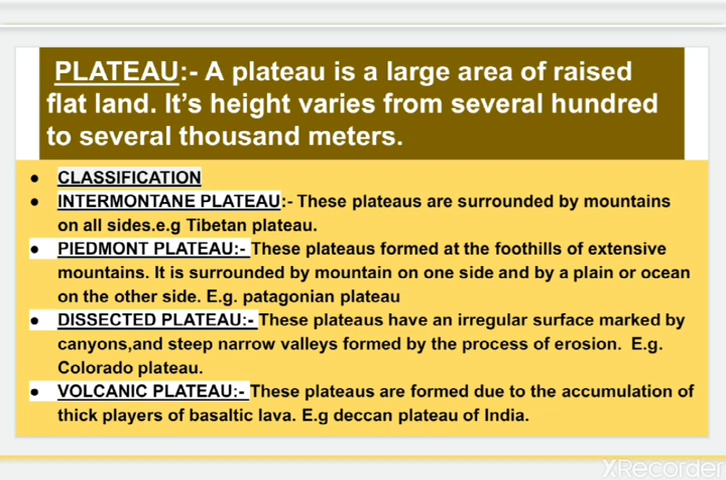 PLATEAU:- A plateau is a large area of raised
flat land. It’s height varies from several hundred
to several thousand meters.
● CLASSIFICATION
● INTERMONTANE PLATEAU:- These plateaus are surrounded by mountains
on all sides.e.g Tibetan plateau.
● PIEDMONT PLATEAU:- These plateaus formed at the foothills of extensive
mountains. It is surrounded by mountain on one side and by a plain or ocean
on the other side. E.g. patagonian plateau
● DISSECTED PLATEAU:- These plateaus have an irregular surface marked by
canyons,and steep narrow valleys formed by the process of erosion. E.g.
Colorado plateau.
● VOLCANIC PLATEAU:- These plateaus are formed due to the accumulation of
thick players of basaltic lava. E.g deccan plateau of India.
XRecorder